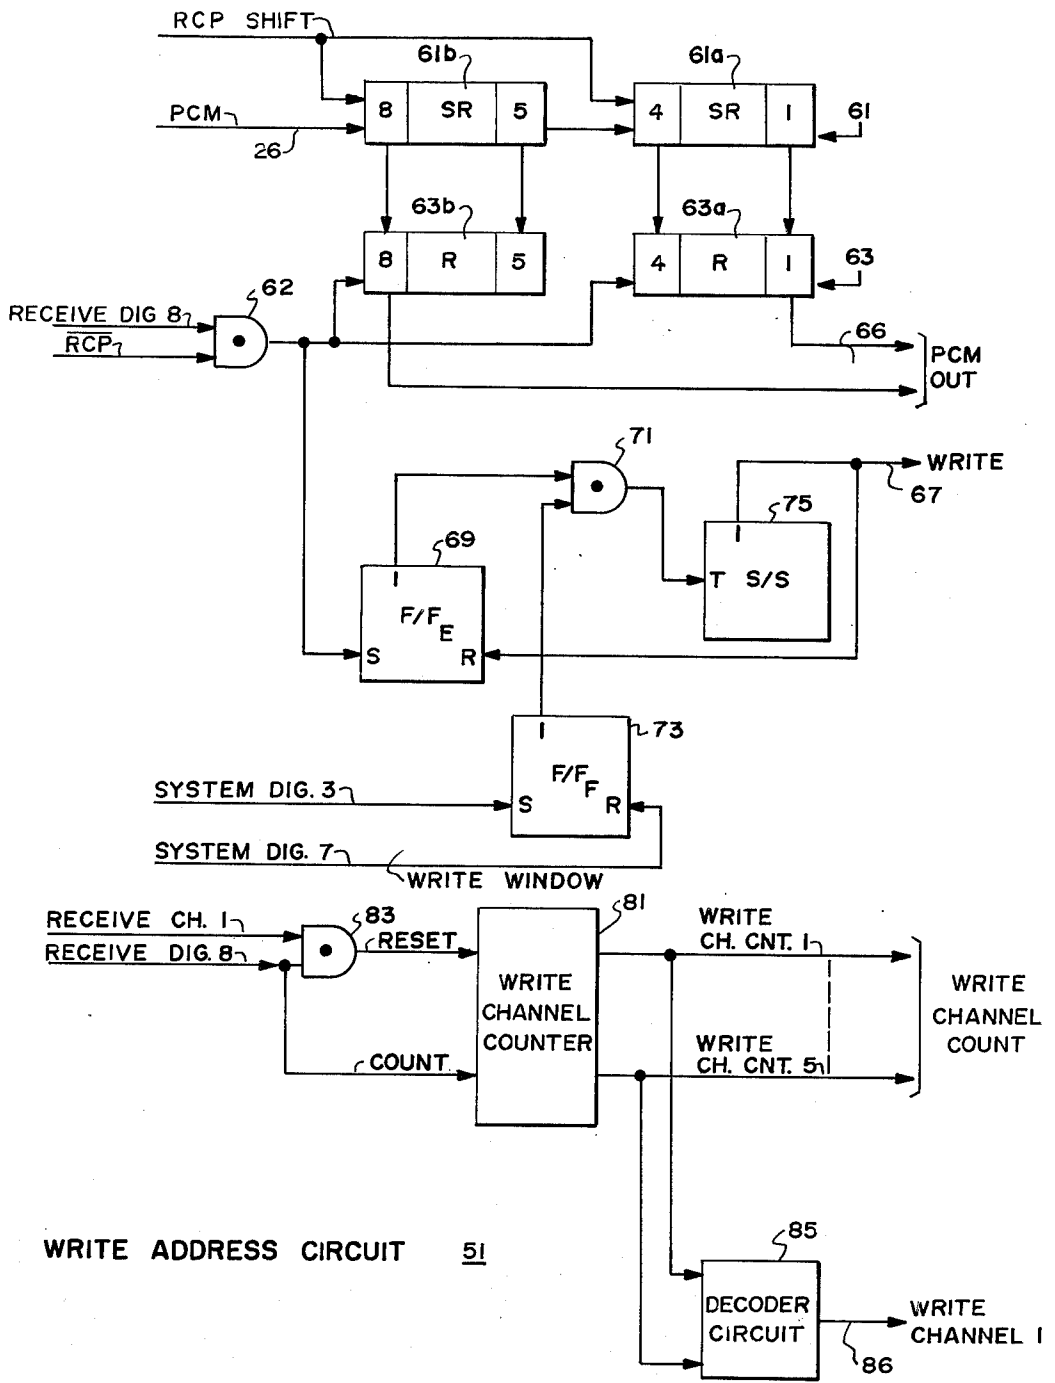 RCP SHIFT
61b
61a
8 SR 5
4 SR 1
PCM
61
26
63b
63a
8 R 5
4 R 1
63
62
RECEIVE DIG 8
RCP
66
PCM
OUT
71
WRITE
67
75
69
1
1
T S/S
F/F E
S R
1
73
F/F F
SYSTEM DIG. 3
S R
SYSTEM DIG. 7
WRITE WINDOW
RECEIVE CH. 1
83
81
WRITE
CH. CNT. 1
RECEIVE DIG. 8
RESET
WRITE
CHANNEL
COUNTER
WRITE
CHANNEL
COUNT
WRITE
CH. CNT. 5
COUNT
WRITE ADDRESS CIRCUIT 51
85
DECODER
CIRCUIT
WRITE
CHANNEL 1
86